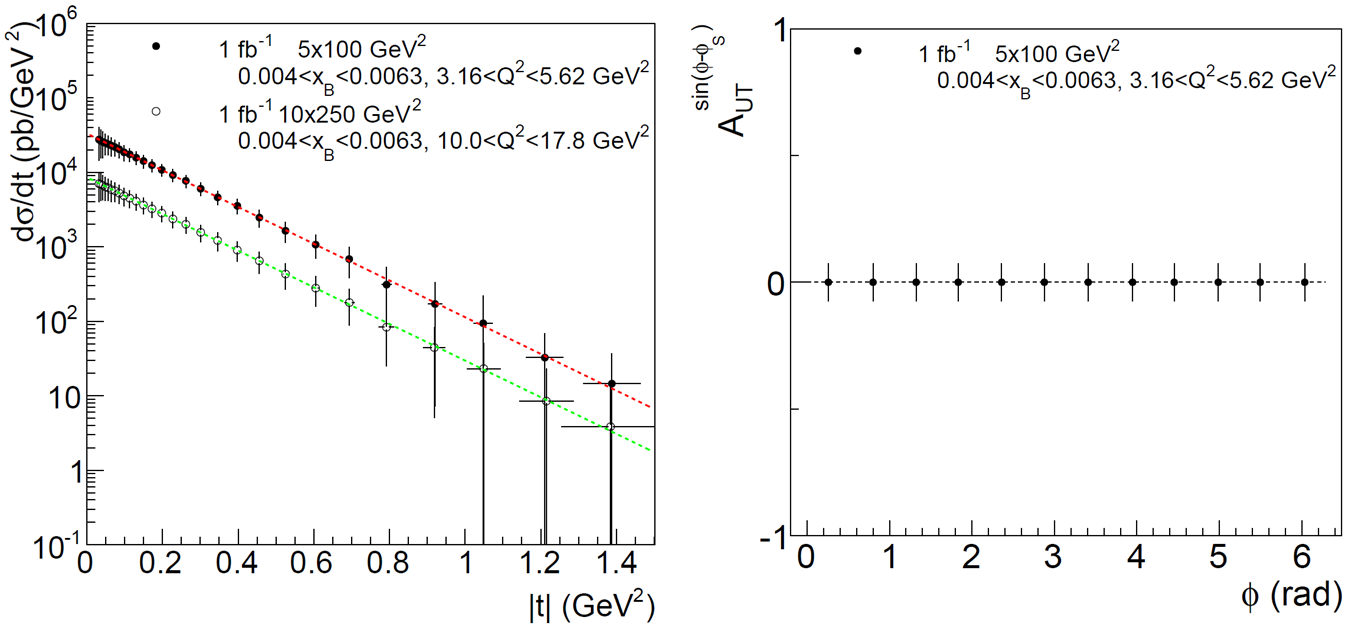 dσ/dt (pb/GeV²)
10⁶
10⁵
10⁴
10³
10²
10
1
10⁻¹
1 fb⁻¹ 5x100 GeV²
0.004<x_B<0.0063, 3.16<Q²<5.62 GeV²
1 fb⁻¹ 10x250 GeV²
0.004<x_B<0.0063, 10.0<Q²<17.8 GeV²
0 0.2 0.4 0.6 0.8 1 1.2 1.4
|t| (GeV²)
A_UT^sin(ϕ-ϕ_S)
1
0
-1
1 fb⁻¹ 5x100 GeV²
0.004<x_B<0.0063, 3.16<Q²<5.62 GeV²
0 1 2 3 4 5 6
ϕ (rad)